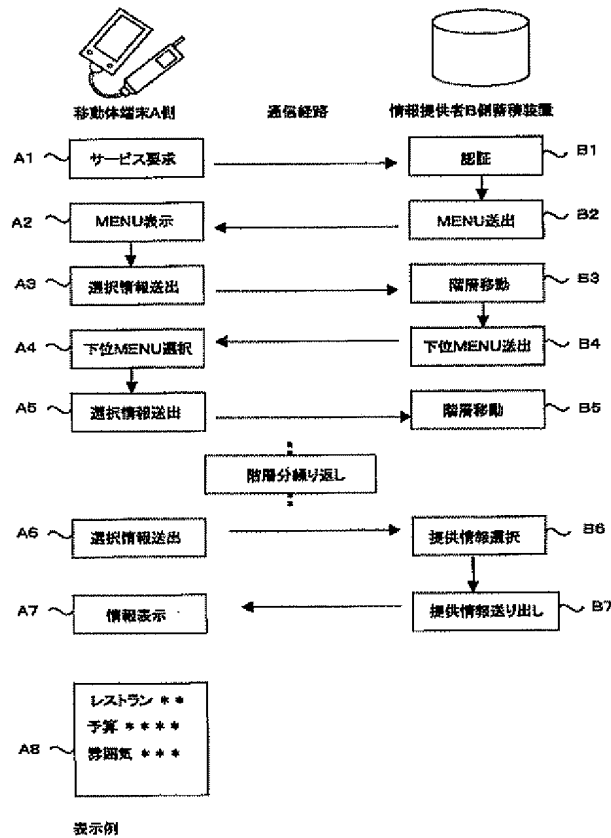 移動体端末A側 通信経路 情報提供者B側蓄積装置
A1 サービス要求 認証 B1
A2 MENU表示 MENU送出 B2
A3 選択情報送出 階層移動 B3
A4 下位MENU選択 下位MENU送出 B4
A5 選択情報送出 階層移動 B5
階層分繰り返し
A6 選択情報送出 提供情報選択 B6
A7 情報表示 提供情報送り出し B7
A8
レストラン * *
予算 * * * *
雰囲気 * * *
表示例